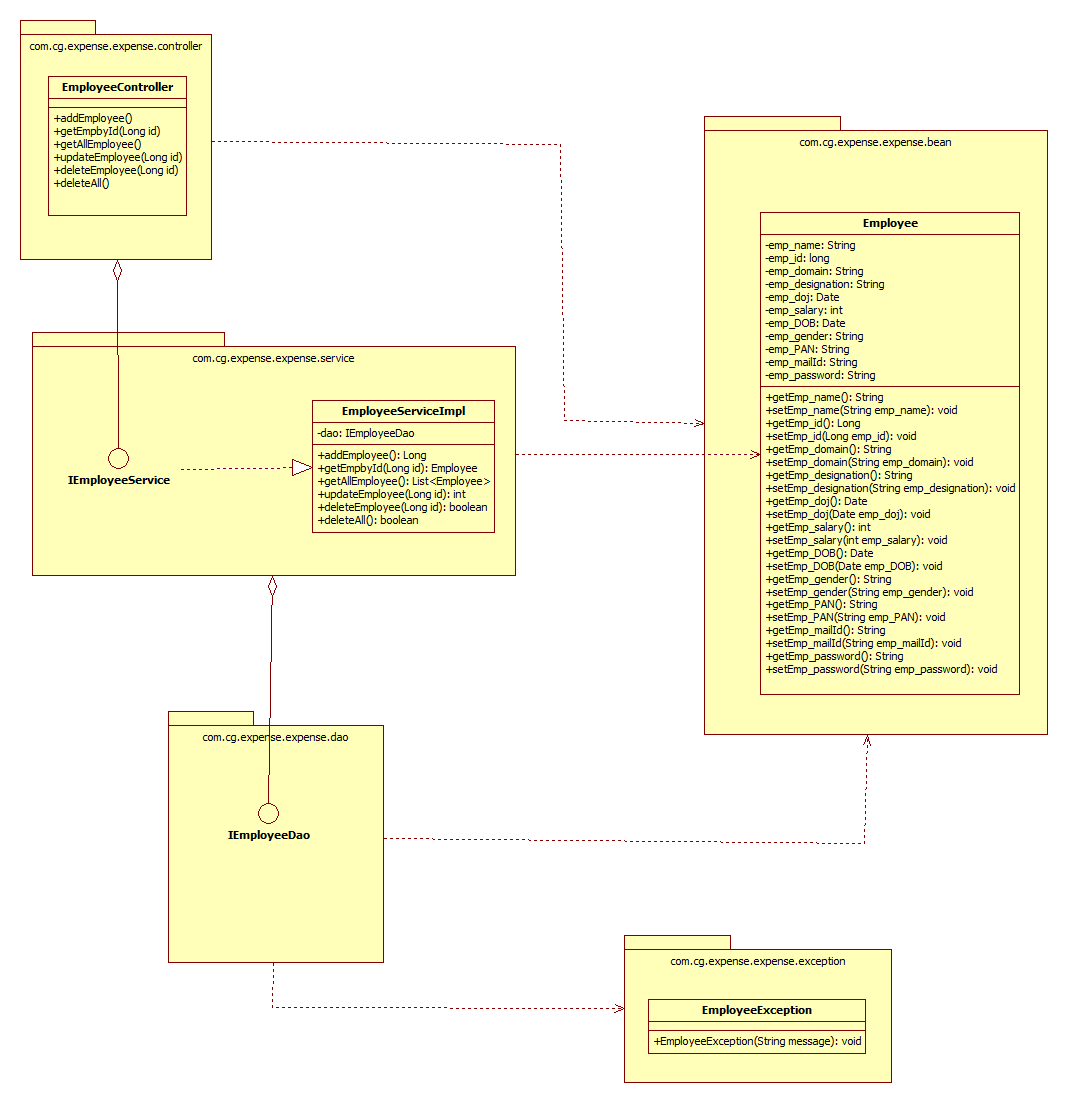 com.cg.expense.expense.controller
EmployeeController
+addEmployee()
+getEmpbyId(Long id)
+getAllEmployee()
+updateEmployee(Long id)
+deleteEmployee(Long id)
+deleteAll()
com.cg.expense.expense.bean
Employee
-emp_name: String
-emp_id: long
-emp_domain: String
-emp_designation: String
-emp_doj: Date
-emp_salary: int
-emp_DOB: Date
-emp_gender: String
-emp_PAN: String
-emp_mailId: String
-emp_password: String
+getEmp_name(): String
+setEmp_name(String emp_name): void
+getEmp_id(): Long
+setEmp_id(Long emp_id): void
+getEmp_domain(): String
+setEmp_domain(String emp_domain): void
+getEmp_designation(): String
+setEmp_designation(String emp_designation): void
+getEmp_doj(): Date
+setEmp_doj(Date emp_doj): void
+getEmp_salary(): int
+setEmp_salary(int emp_salary): void
+getEmp_DOB(): Date
+setEmp_DOB(Date emp_DOB): void
+getEmp_gender(): String
+setEmp_gender(String emp_gender): void
+getEmp_PAN(): String
+setEmp_PAN(String emp_PAN): void
+getEmp_mailId(): String
+setEmp_mailId(String emp_mailId): void
+getEmp_password(): String
+setEmp_password(String emp_password): void
com.cg.expense.expense.service
IEmployeeService
EmployeeServiceImpl
-dao: IEmployeeDao
+addEmployee(): Long
+getEmpbyId(Long id): Employee
+getAllEmployee(): List<Employee>
+updateEmployee(Long id): int
+deleteEmployee(Long id): boolean
+deleteAll(): boolean
com.cg.expense.expense.dao
IEmployeeDao
com.cg.expense.expense.exception
EmployeeException
+EmployeeException(String message): void